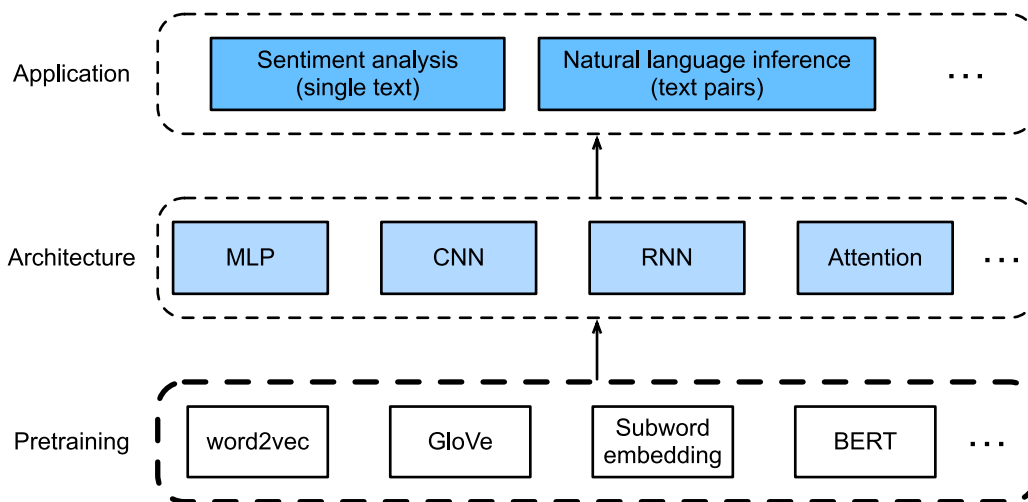 Application
Sentiment analysis
(single text)
Natural language inference
(text pairs)
...
Architecture
MLP
CNN
RNN
Attention
...
Pretraining
word2vec
GloVe
Subword
embedding
BERT
...